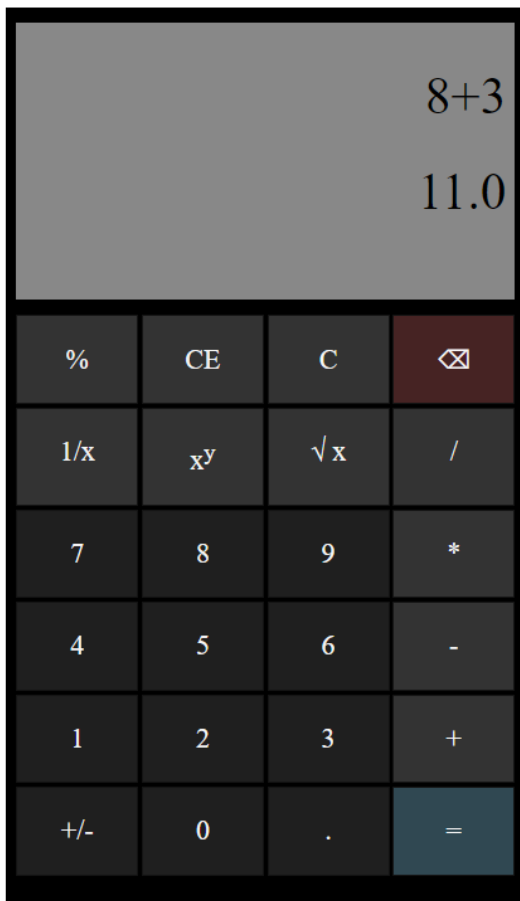 8+3
11.0
% CE C ⌫
1/x xʸ √ x /
7 8 9 *
4 5 6 -
1 2 3 +
+/- 0 . =